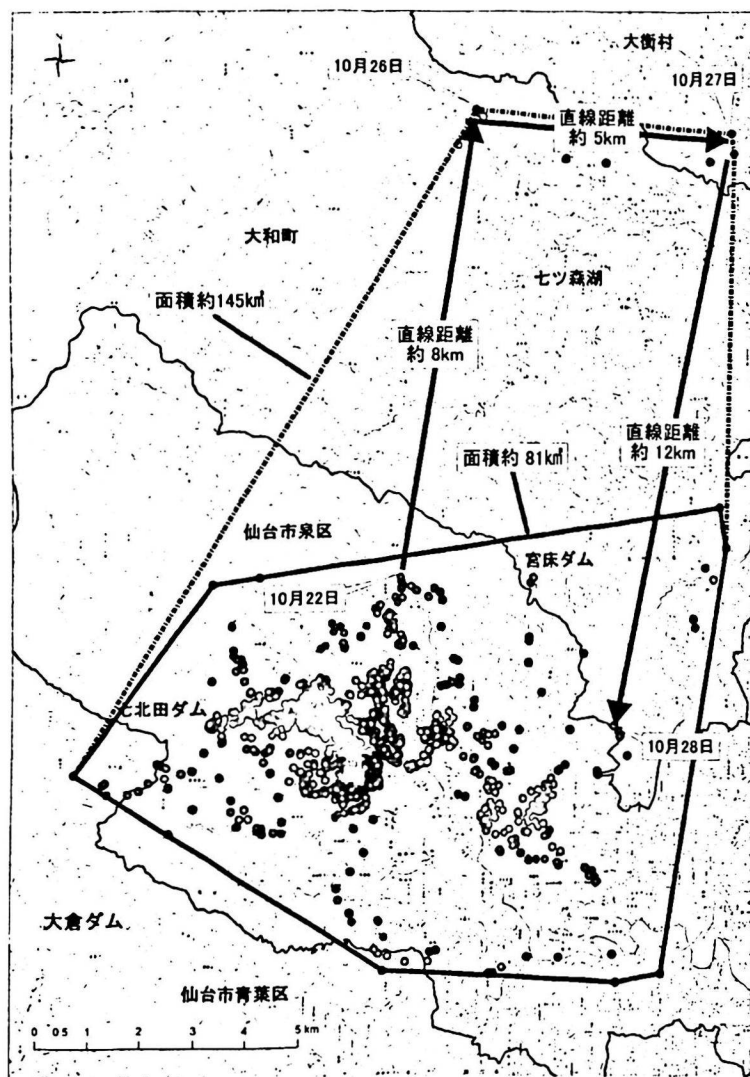 大衡村
10月26日
10月27日
直線距離
約 5km
大和町
七ツ森湖
面積約145k㎡
直線距離
約 8km
直線距離
約 12km
面積約 81k㎡
仙台市泉区
宮床ダム
10月22日
七北田ダム
10月28日
大倉ダム
仙台市青葉区
0 0.5 1 2 3 4 5 km